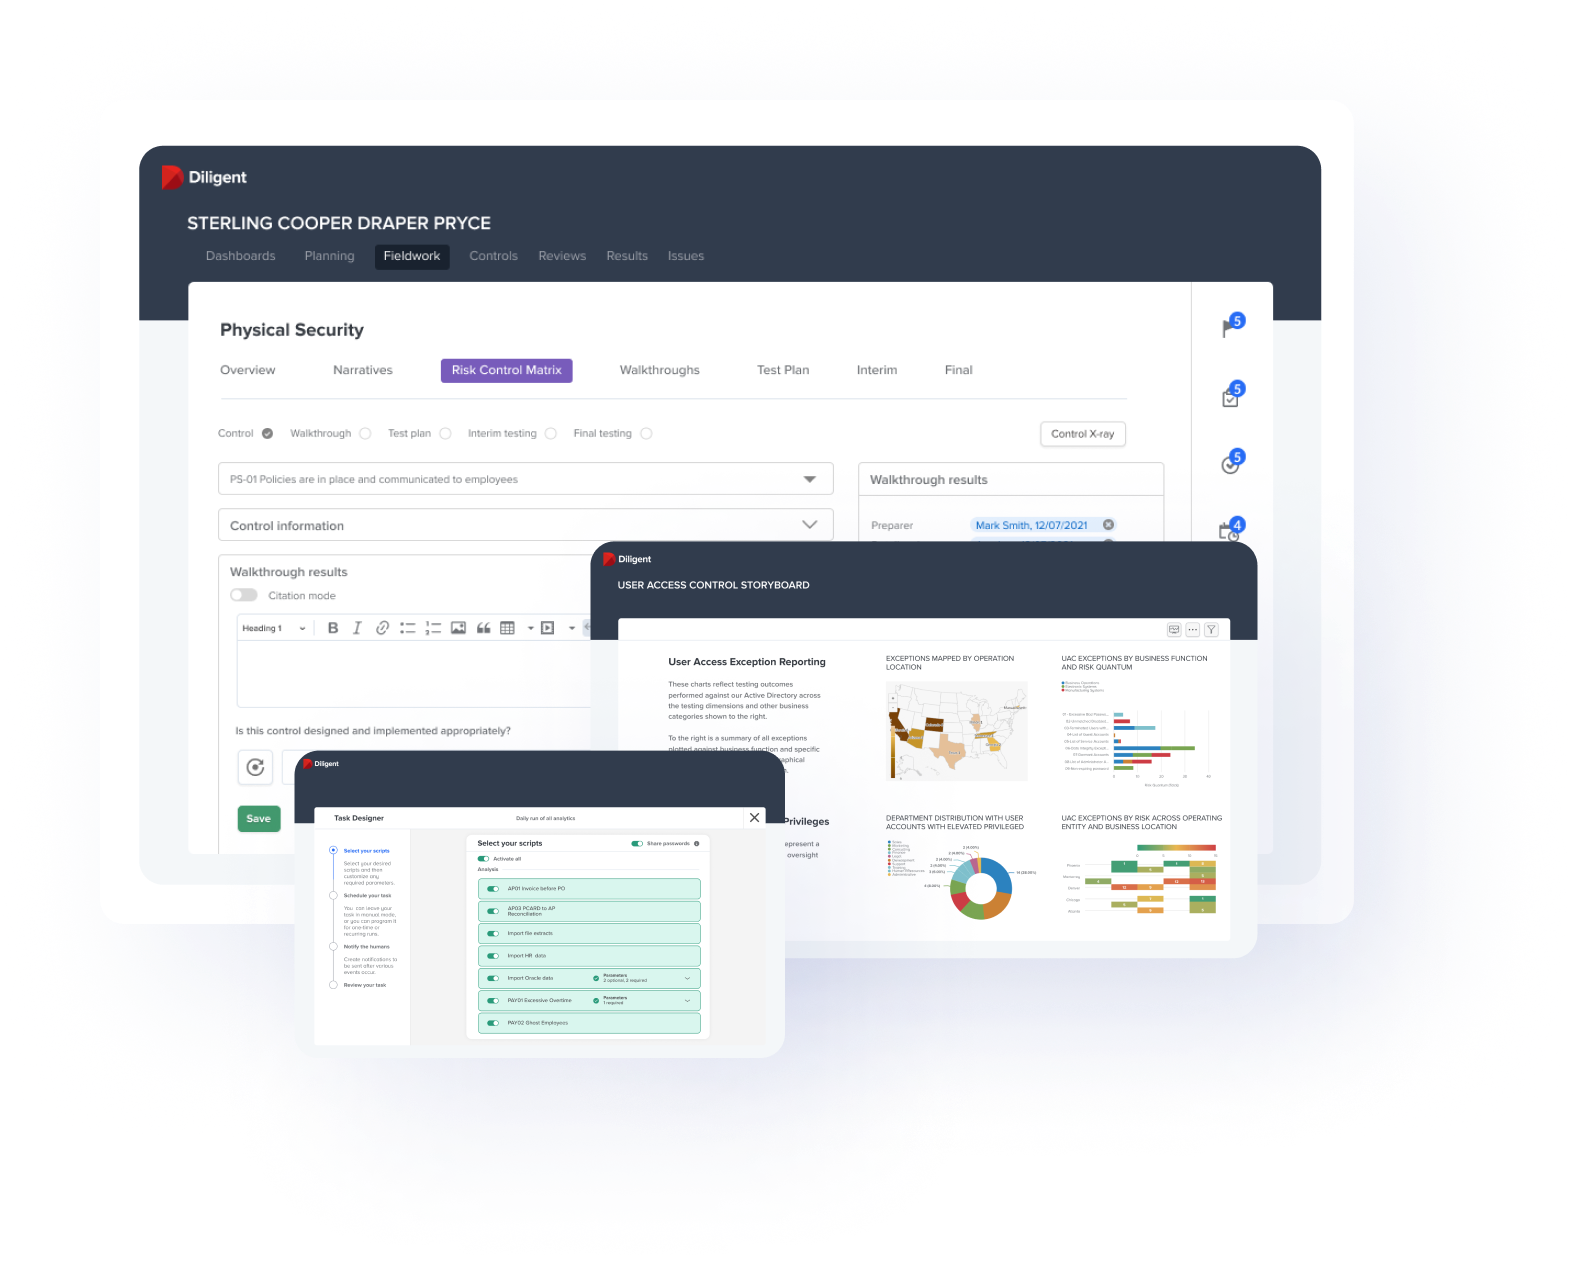 Diligent
STERLING COOPER DRAPER PRYCE
Dashboards Planning Fieldwork Controls Reviews Results Issues
Physical Security
Overview Narratives Risk Control Matrix Walkthroughs Test Plan Interim Final
Control Walkthrough Test plan Interim testing Final testing
Control X-ray
PS-01 Policies are in place and communicated to employees
Control information
Walkthrough results
Citation mode
Heading 1
Is this control designed and implemented appropriately?
Save
Walkthrough results
Preparer Mark Smith, 12/07/2021
5
5
5
4
Diligent
USER ACCESS CONTROL STORYBOARD
User Access Exception Reporting
These charts reflect testing outcomes
performed against our Active Directory across
the testing dimensions and other business
categories shown to the right.
To the right is a summary of all exceptions
plotted against business function and specific
Privileges
epresent a
oversight
EXCEPTIONS MAPPED BY OPERATION
LOCATION
UAC EXCEPTIONS BY BUSINESS FUNCTION
AND RISK QUANTUM
0 10 20 30 40
DEPARTMENT DISTRIBUTION WITH USER
ACCOUNTS WITH ELEVATED PRIVILEGED
UAC EXCEPTIONS BY RISK ACROSS OPERATING
ENTITY AND BUSINESS LOCATION
Diligent
Task Designer
Daily run of all analytics
Select your scripts
Select your desired
scripts and then
customize any
required parameters.
Schedule your task
You can leave your
task in manual mode,
or you can program it
for one-time or
recurring runs.
Notify the humans
Create notifications to
be sent after various
events occur.
Review your task
Select your scripts
Share passwords
Activate all
Analysis
AP01 Invoice before PO
AP03 PCARD to AP
Reconciliation
Import file extracts
Import HR data
Import Oracle data
Parameters
2 optional, 2 required
PAY01 Excessive Overtime
Parameters
1 required
PAY02 Ghost Employees